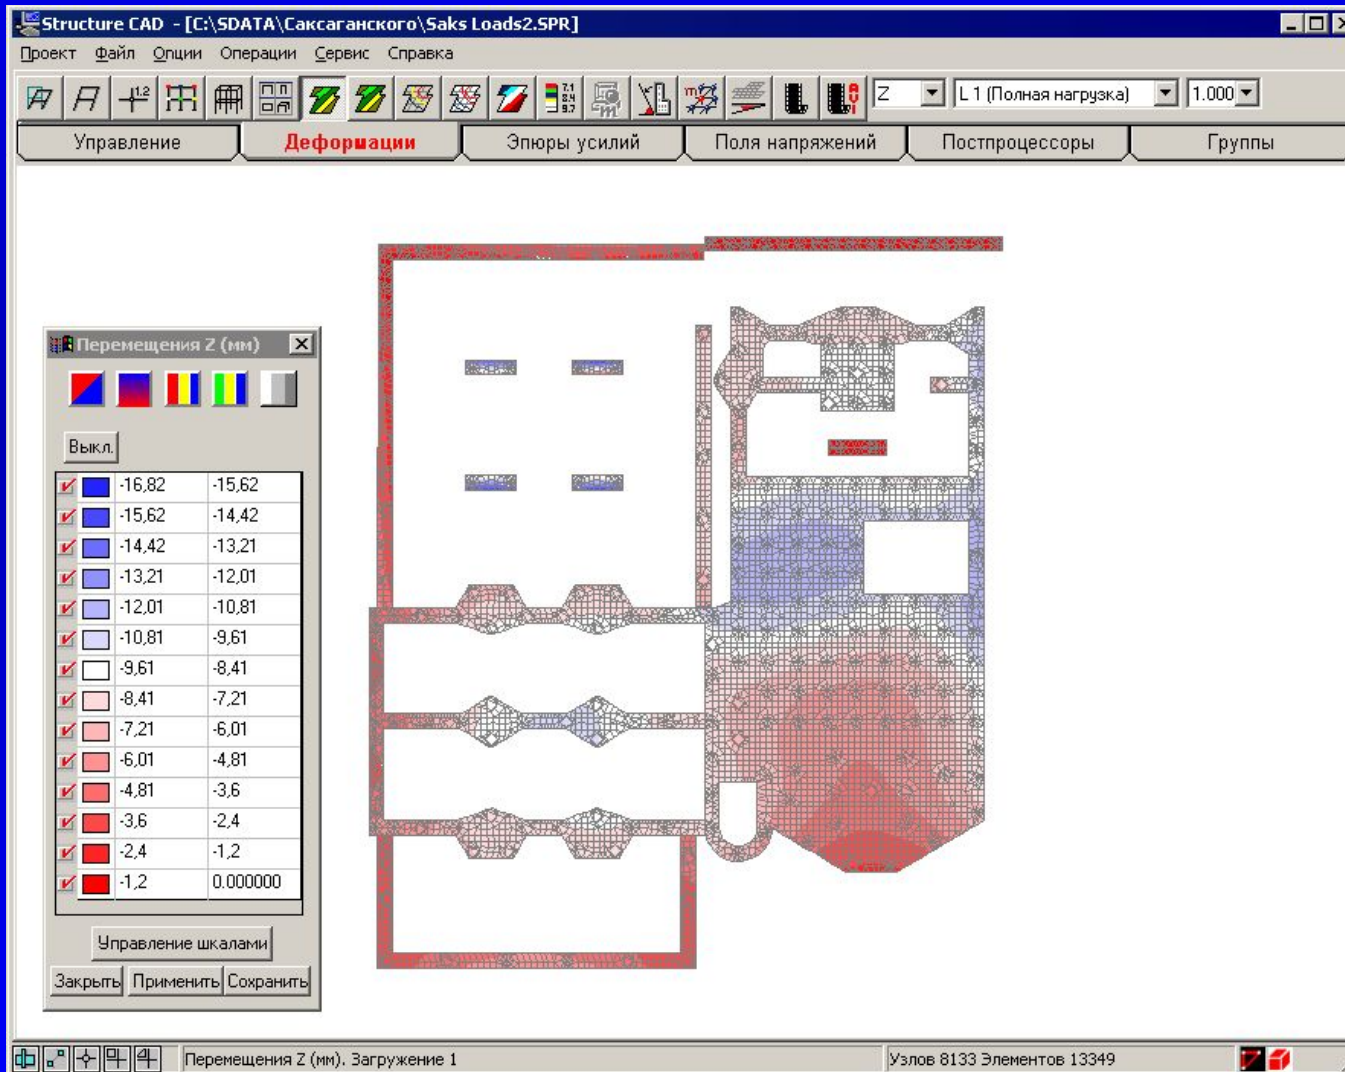 Structure CAD - [C:\SDATA\Саксаганского\Saks Loads2.SPR]
Проект Файл Опции Операции Сервис Справка
Z L 1 (Полная нагрузка) 1.000
Управление Деформации Эпюры усилий Поля напряжений Постпроцессоры Группы
Перемещения Z (мм)
Выкл.
-16,82 -15,62
-15,62 -14,42
-14,42 -13,21
-13,21 -12,01
-12,01 -10,81
-10,81 -9,61
-9,61 -8,41
-8,41 -7,21
-7,21 -6,01
-6,01 -4,81
-4,81 -3,6
-3,6 -2,4
-2,4 -1,2
-1,2 0.000000
Управление шкалами
Закрыть Применить Сохранить
Перемещения Z (мм). Загружение 1 Узлов 8133 Элементов 13349